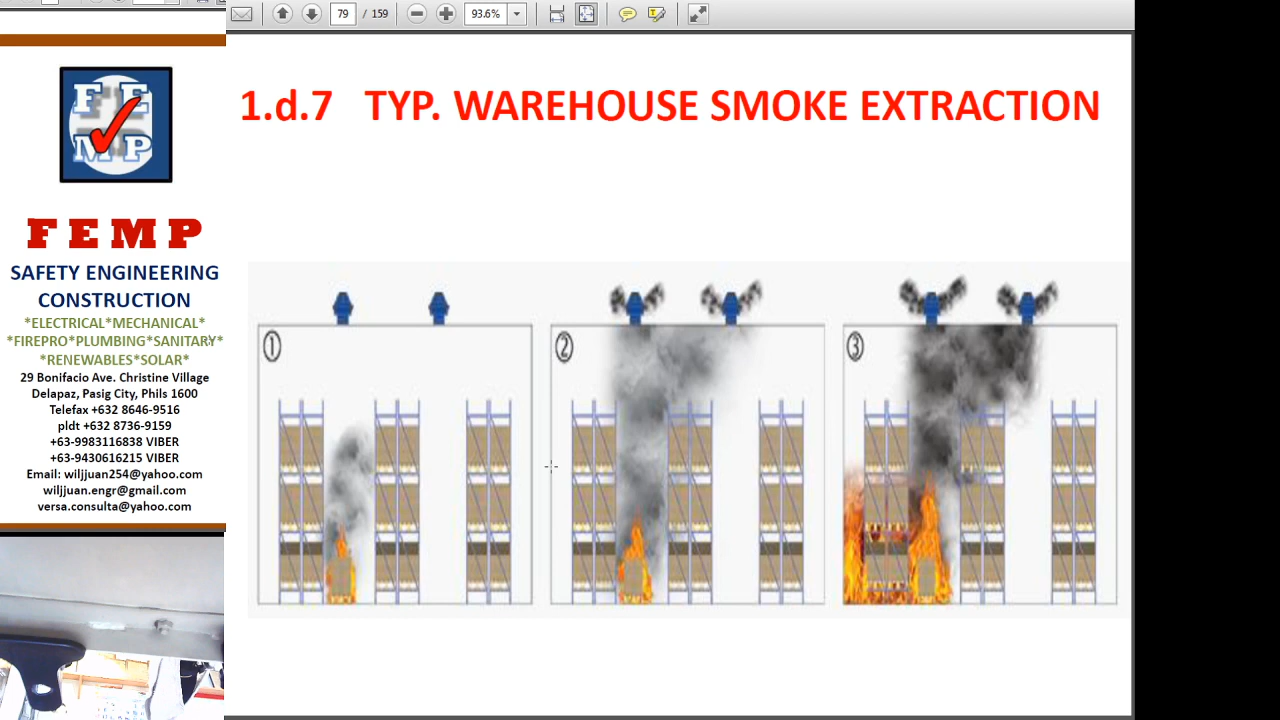 79 / 159
93.6%
1.d.7 TYP. WAREHOUSE SMOKE EXTRACTION
F E
M P
F E M P
SAFETY ENGINEERING
CONSTRUCTION
*ELECTRICAL*MECHANICAL*
*FIREPRO*PLUMBING*SANITARY*
*RENEWABLES*SOLAR*
29 Bonifacio Ave. Christine Village
Delapaz, Pasig City, Phils 1600
Telefax +632 8646-9516
pldt +632 8736-9159
+63-9983116838 VIBER
+63-9430616215 VIBER
Email: wiljjuan254@yahoo.com
wiljjuan.engr@gmail.com
versa.consulta@yahoo.com
① ② ③